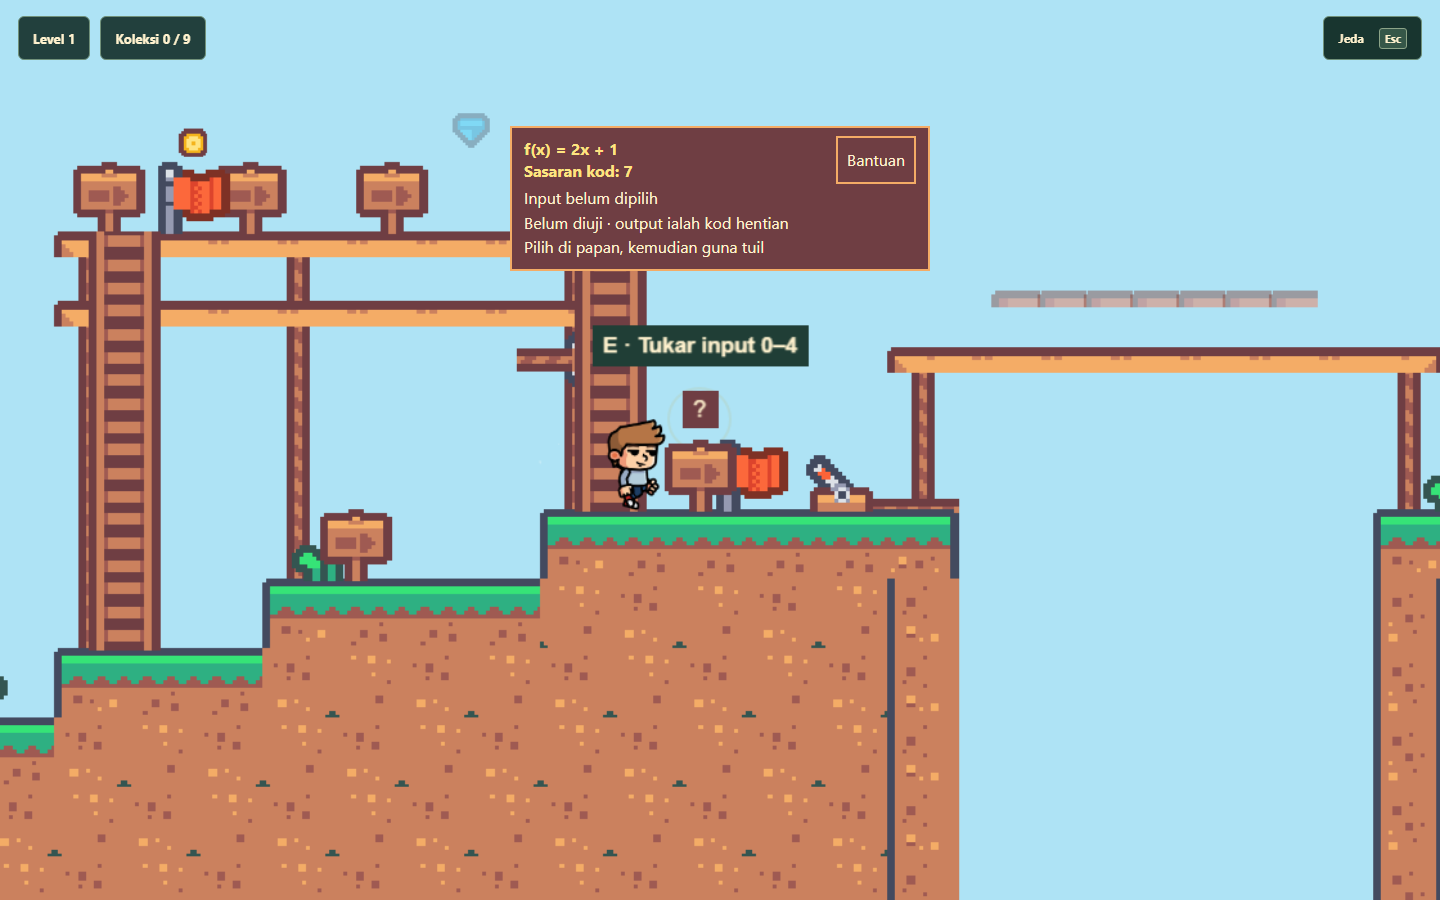 Level 1
Koleksi 0 / 9
Jeda Esc
f(x) = 2x + 1
Sasaran kod: 7
Bantuan
Input belum dipilih
Belum diuji · output ialah kod hentian
Pilih di papan, kemudian guna tuil
E · Tukar input 0–4
?